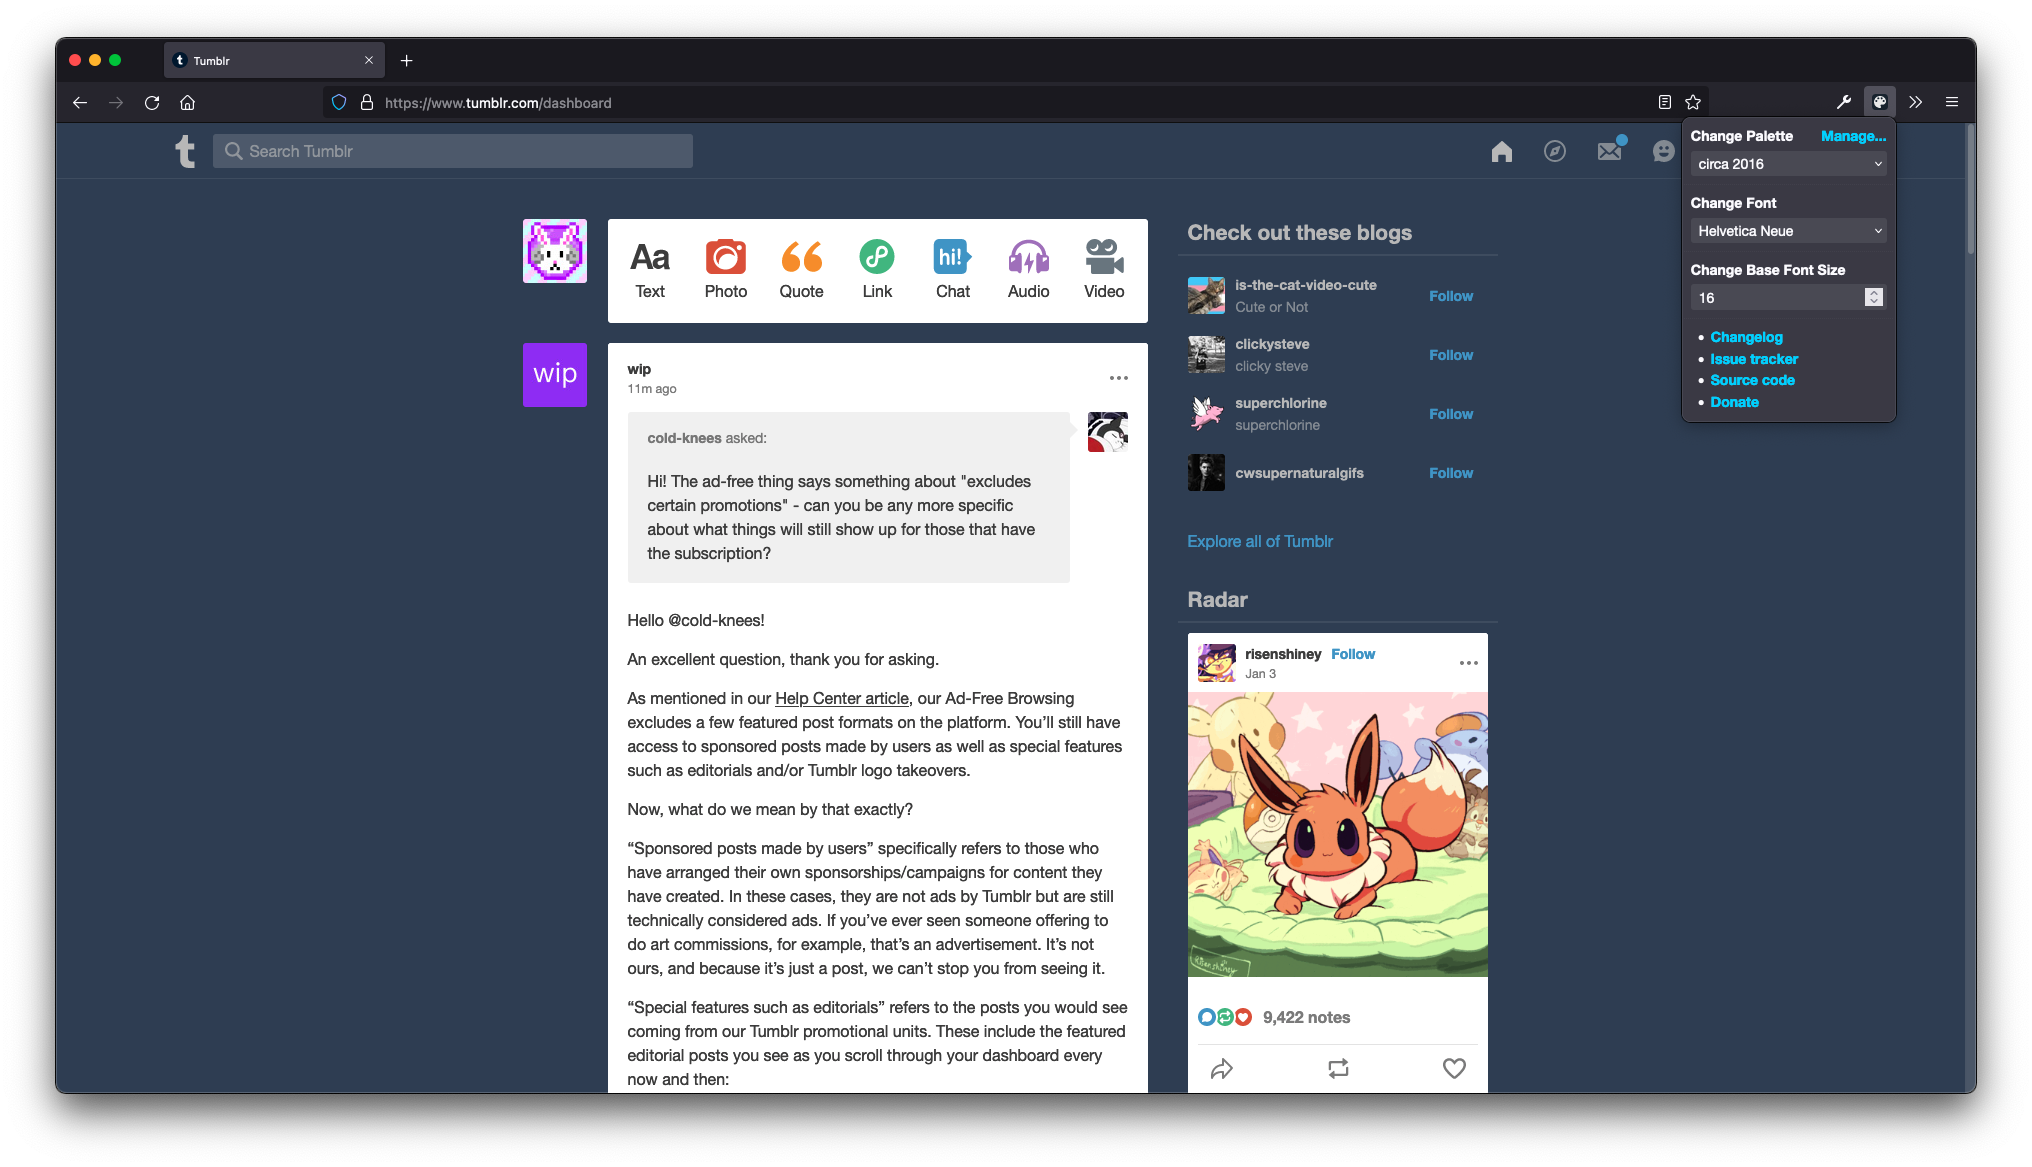 Tumblr
https://www.tumblr.com/dashboard
t
Search Tumblr
Change Palette Manage...
circa 2016
Change Font
Helvetica Neue
Change Base Font Size
16
Changelog
Issue tracker
Source code
Donate
Aa
hi!
Text Photo Quote Link Chat Audio Video
wip
wip
11m ago
cold-knees asked:
Hi! The ad-free thing says something about "excludes
certain promotions" - can you be any more specific
about what things will still show up for those that have
the subscription?
Hello @cold-knees!
An excellent question, thank you for asking.
As mentioned in our Help Center article, our Ad-Free Browsing
excludes a few featured post formats on the platform. You’ll still have
access to sponsored posts made by users as well as special features
such as editorials and/or Tumblr logo takeovers.
Now, what do we mean by that exactly?
“Sponsored posts made by users” specifically refers to those who
have arranged their own sponsorships/campaigns for content they
have created. In these cases, they are not ads by Tumblr but are still
technically considered ads. If you’ve ever seen someone offering to
do art commissions, for example, that’s an advertisement. It’s not
ours, and because it’s just a post, we can’t stop you from seeing it.
“Special features such as editorials” refers to the posts you would see
coming from our Tumblr promotional units. These include the featured
editorial posts you see as you scroll through your dashboard every
now and then:
Check out these blogs
is-the-cat-video-cute
Cute or Not
Follow
clickysteve
clicky steve
Follow
superchlorine
superchlorine
Follow
cwsupernaturalgifs
Follow
Explore all of Tumblr
Radar
risenshiney Follow
Jan 3
Risenshiney
9,422 notes